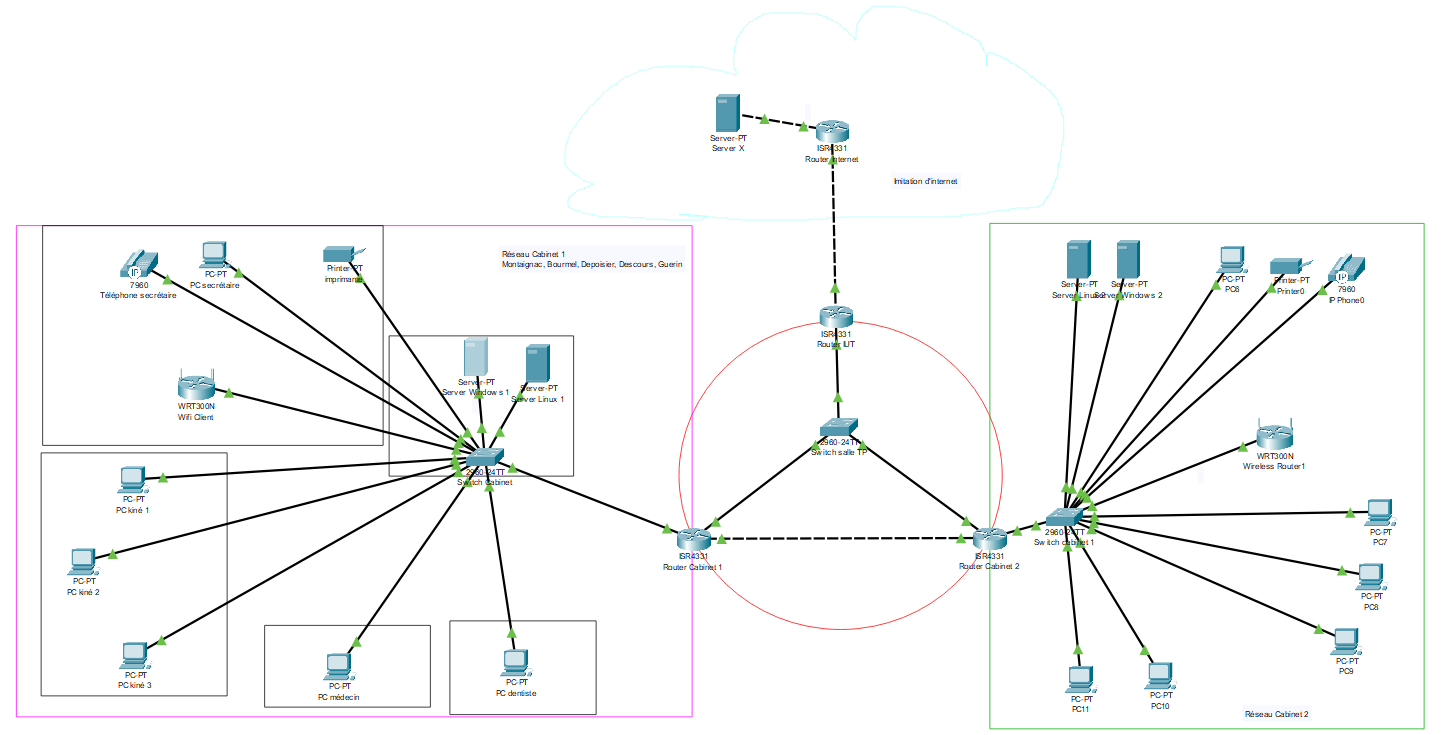 Server-PT
Server X
ISR4331
Router Internet
Imitation d'internet
Réseau Cabinet 1
Montaignac, Bourmel, Depoisier, Descours, Guerin
7960
Téléphone secrétaire
PC-PT
PC secrétaire
Printer-PT
imprimante
WRT300N
Wifi Client
Server-PT
Server Windows 1
Server-PT
Server Linux 1
2960-24TT
Switch Cabinet
PC-PT
PC kiné 1
PC-PT
PC kiné 2
PC-PT
PC kiné 3
PC-PT
PC médecin
PC-PT
PC dentiste
ISR4331
Router IUT
2960-24TT
Switch salle TP
ISR4331
Router Cabinet 1
ISR4331
Router Cabinet 2
Server-PT
Server Linux 2
Server-PT
Server Windows 2
PC-PT
PC6
Printer-PT
Printer0
7960
IP Phone0
WRT300N
Wireless Router1
2960-24TT
Switch cabinet 1
PC-PT
PC7
PC-PT
PC8
PC-PT
PC9
PC-PT
PC10
PC-PT
PC11
Réseau Cabinet 2